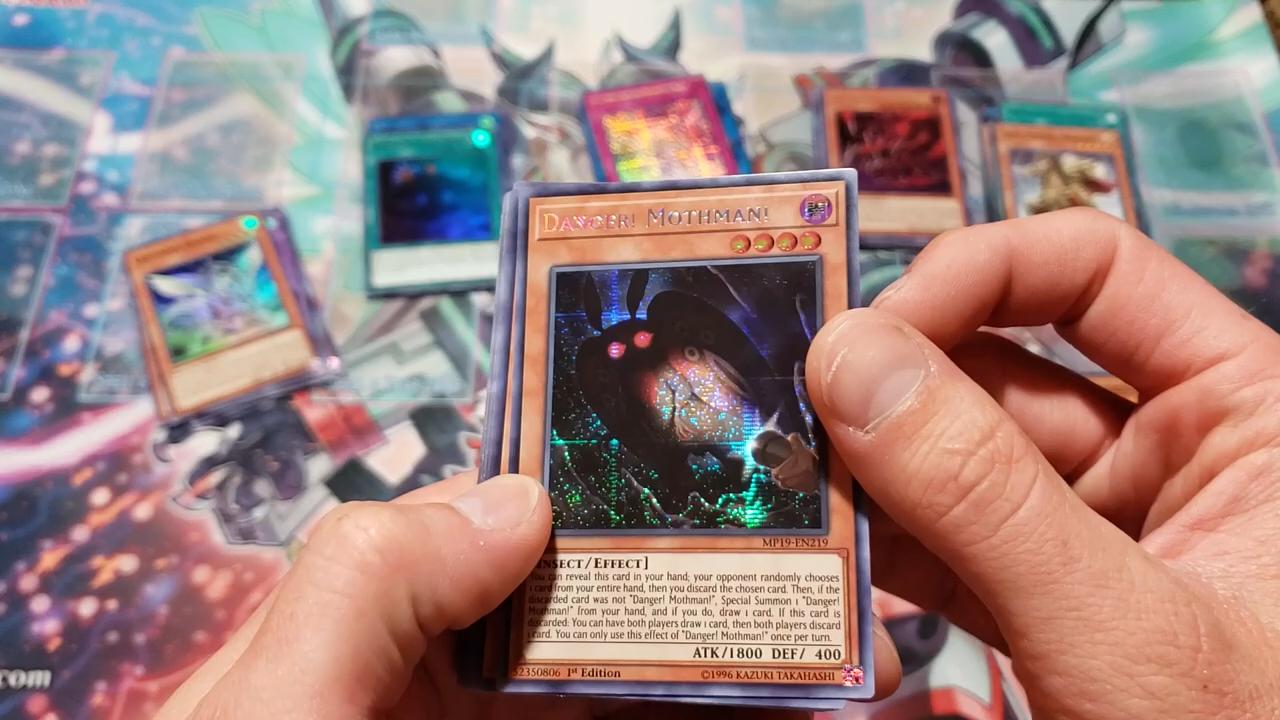 DANGER! MOTHMAN!
MP19-EN219
INSECT/EFFECT]
You can reveal this card in your hand; your opponent randomly chooses
1 card from your entire hand, then you discard the chosen card. Then, if the
discarded card was not "Danger! Mothman!", Special Summon 1 "Danger!
Mothman!" from your hand, and if you do, draw 1 card. If this card is
discarded: You can have both players draw 1 card, then both players discard
1 card. You can only use this effect of "Danger! Mothman!" once per turn.
ATK/1800 DEF/ 400
52350806 1st Edition
©1996 KAZUKI TAKAHASHI
.com